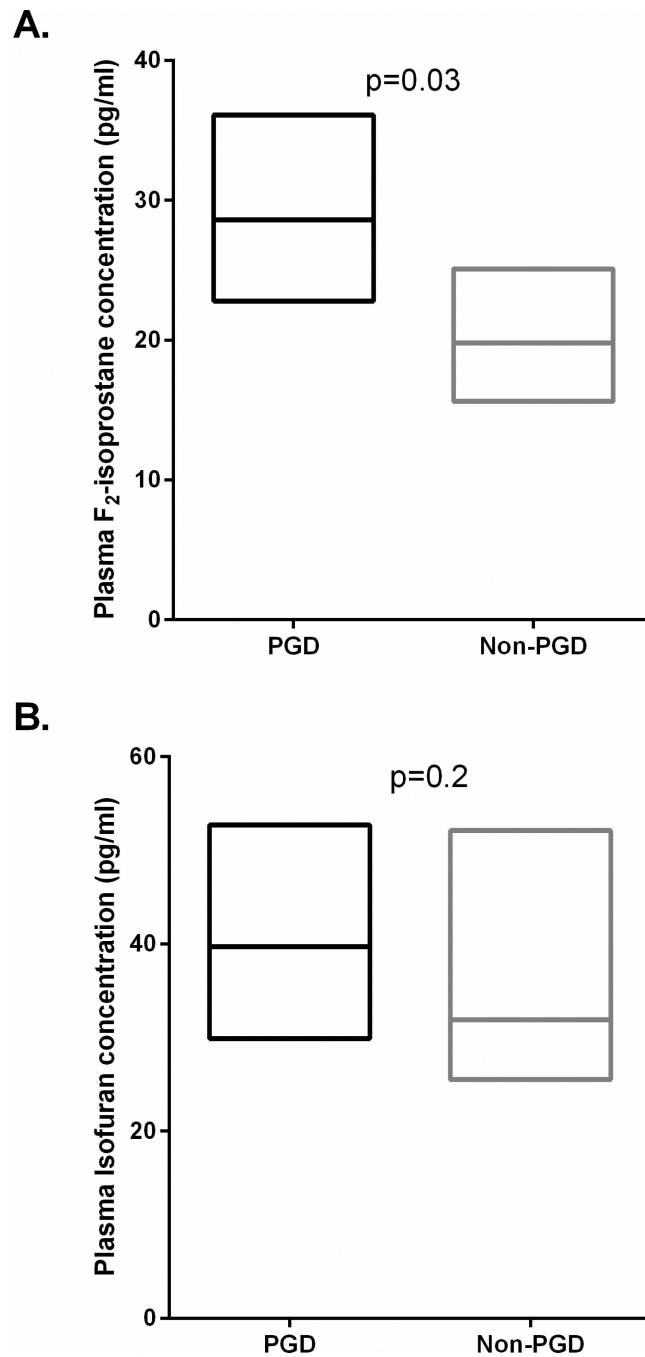 A.
Plasma F₂-isoprostane concentration (pg/ml)
40
30
20
10
0
p=0.03
PGD
Non-PGD
B.
Plasma Isofuran concentration (pg/ml)
60
40
20
0
p=0.2
PGD
Non-PGD